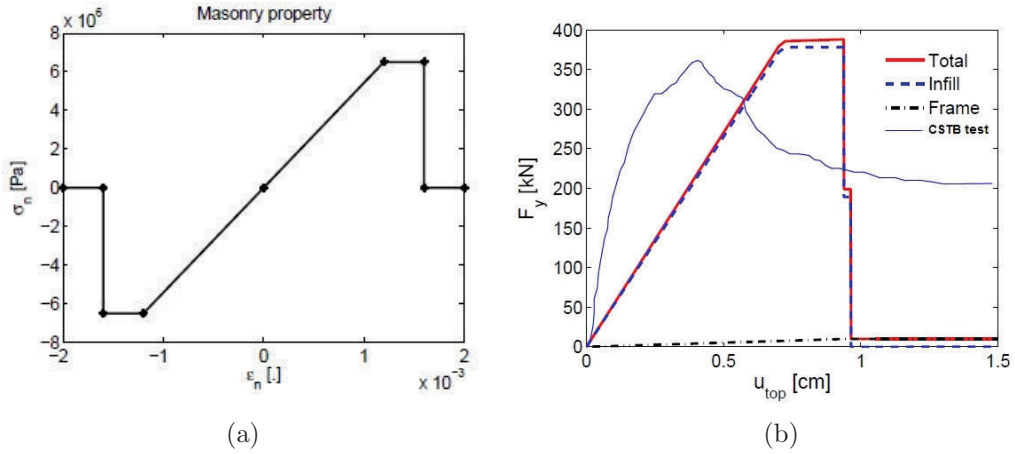 Masonry property
× 10⁶
8
6
4
2
0
−2
−4
−6
−8
σn [Pa]
−2
−1
0
1
2
εn [.]
× 10⁻³
(a)
400
350
300
250
200
150
100
50
0
Fy [kN]
0
0.5
1
1.5
utop [cm]
Total
Infill
Frame
CSTB test
(b)